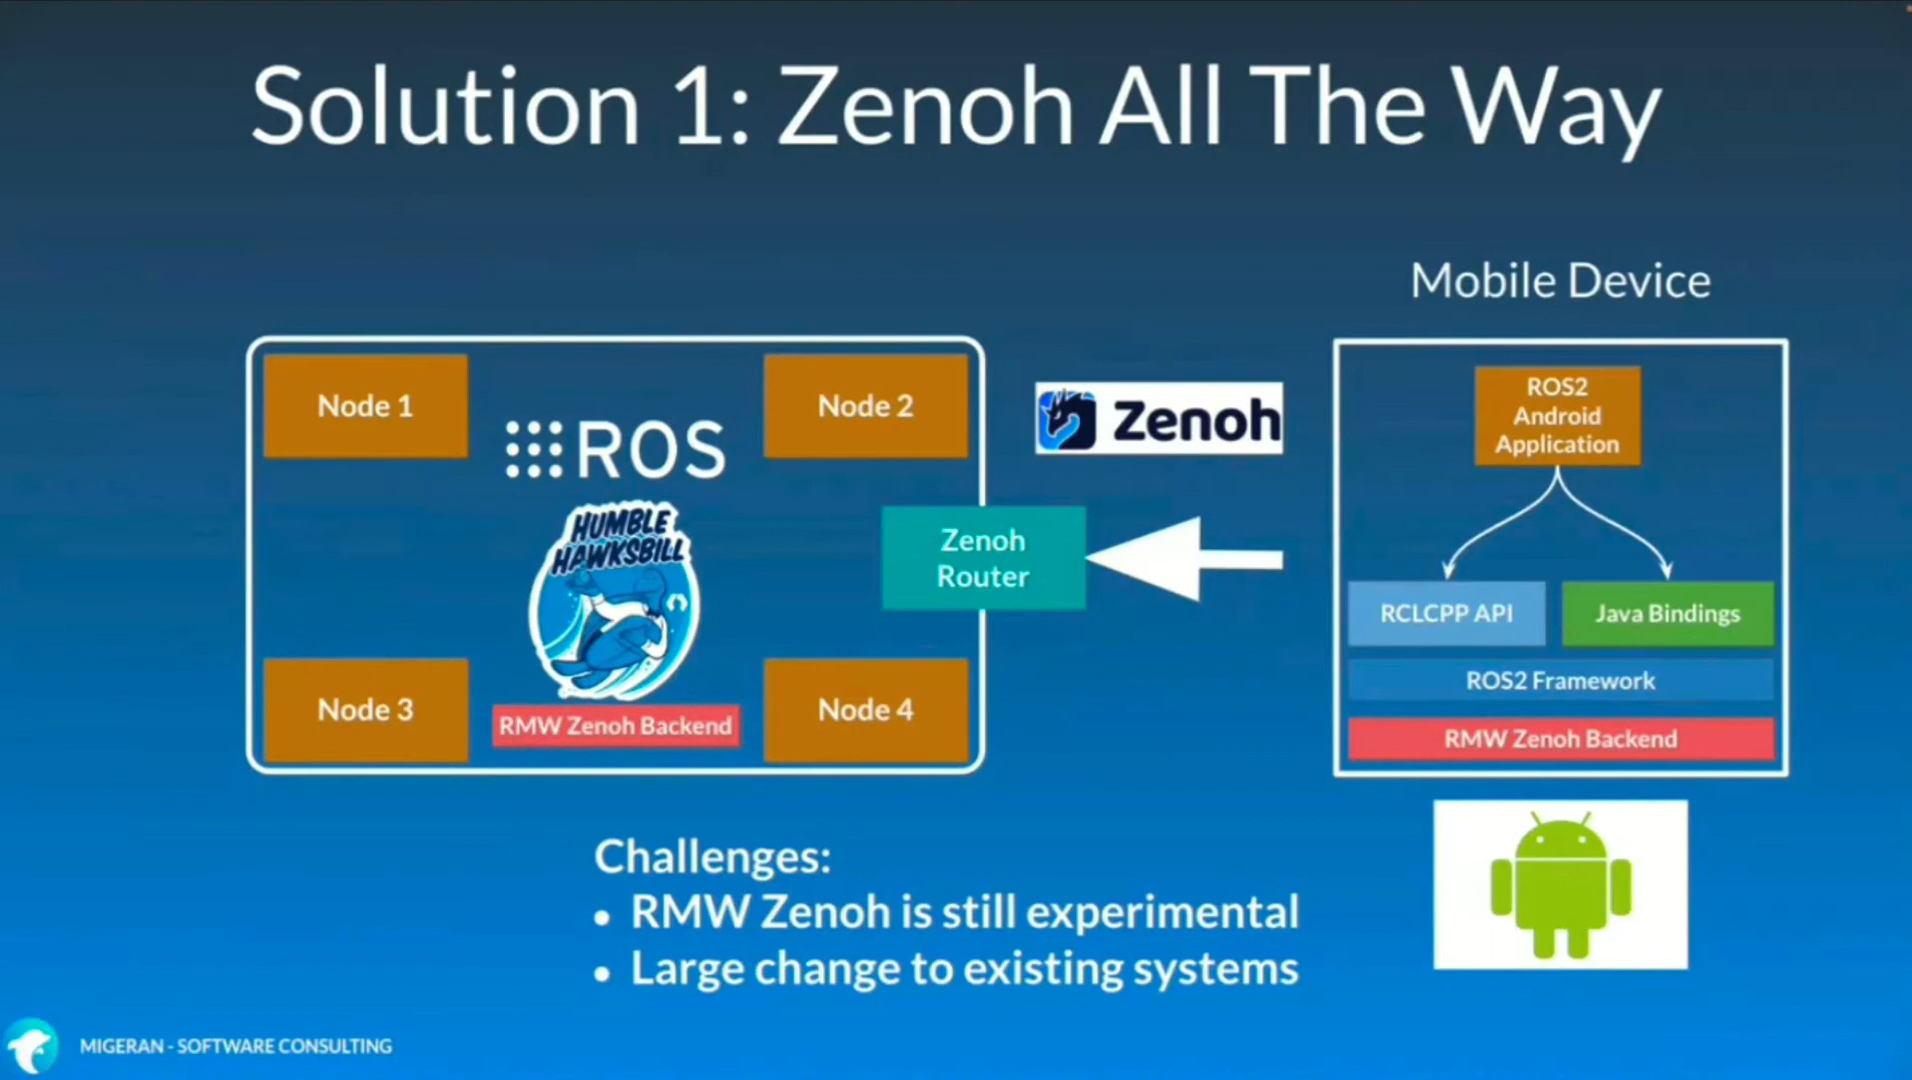 Solution 1: Zenoh All The Way
Mobile Device
Node 1
Node 2
ROS
HUMBLE
HAWKSBILL
Node 3
Node 4
RMW Zenoh Backend
Zenoh
Zenoh
Router
ROS2
Android
Application
RCLCPP API
Java Bindings
ROS2 Framework
RMW Zenoh Backend
Challenges:
• RMW Zenoh is still experimental
• Large change to existing systems
MIGERAN - SOFTWARE CONSULTING